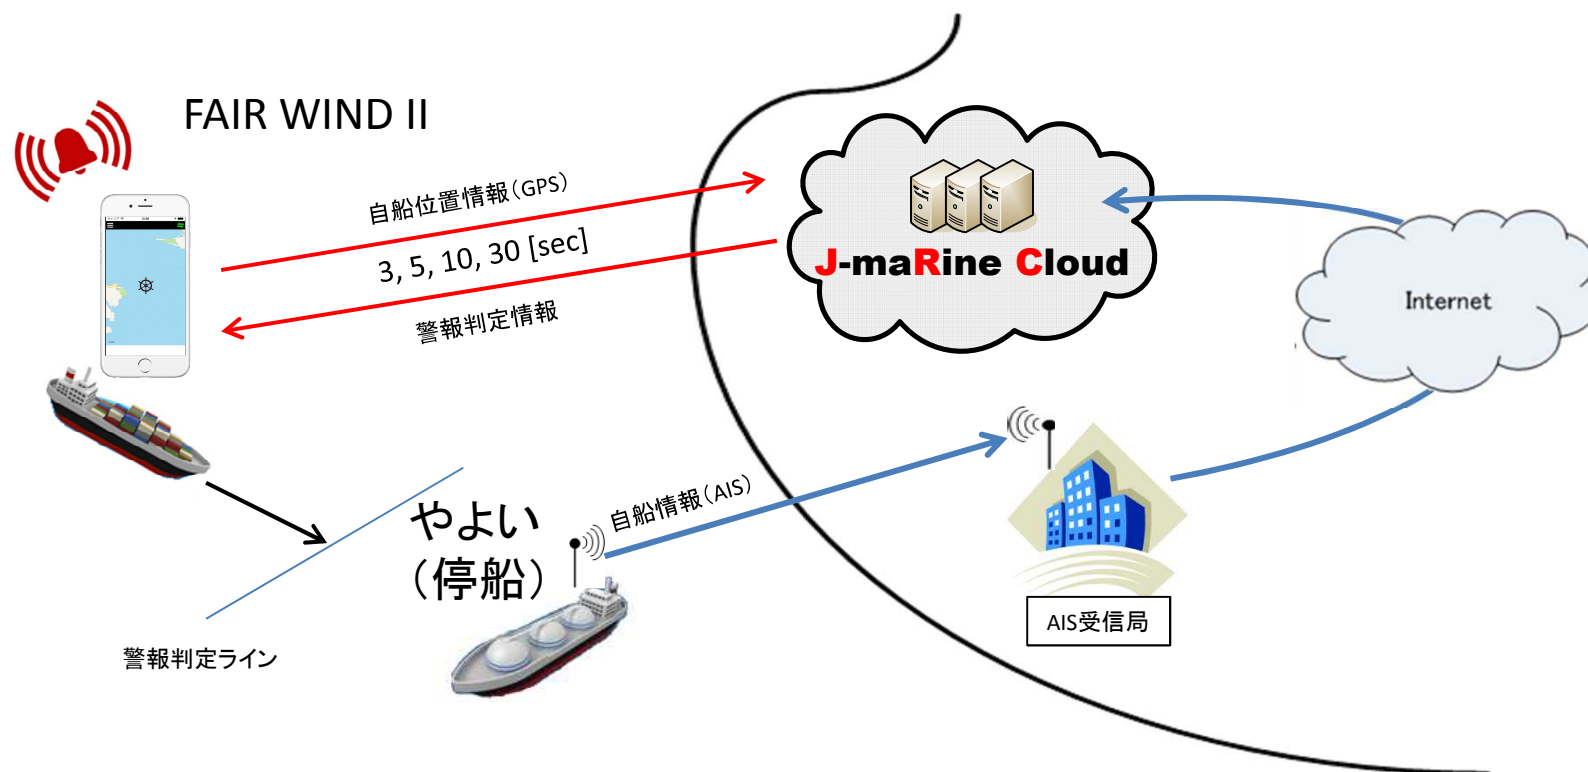 FAIR WIND II
自船位置情報（GPS）
3, 5, 10, 30 [sec]
警報判定情報
J-maRine Cloud
Internet
やよい
（停船）
自船情報（AIS）
AIS受信局
警報判定ライン